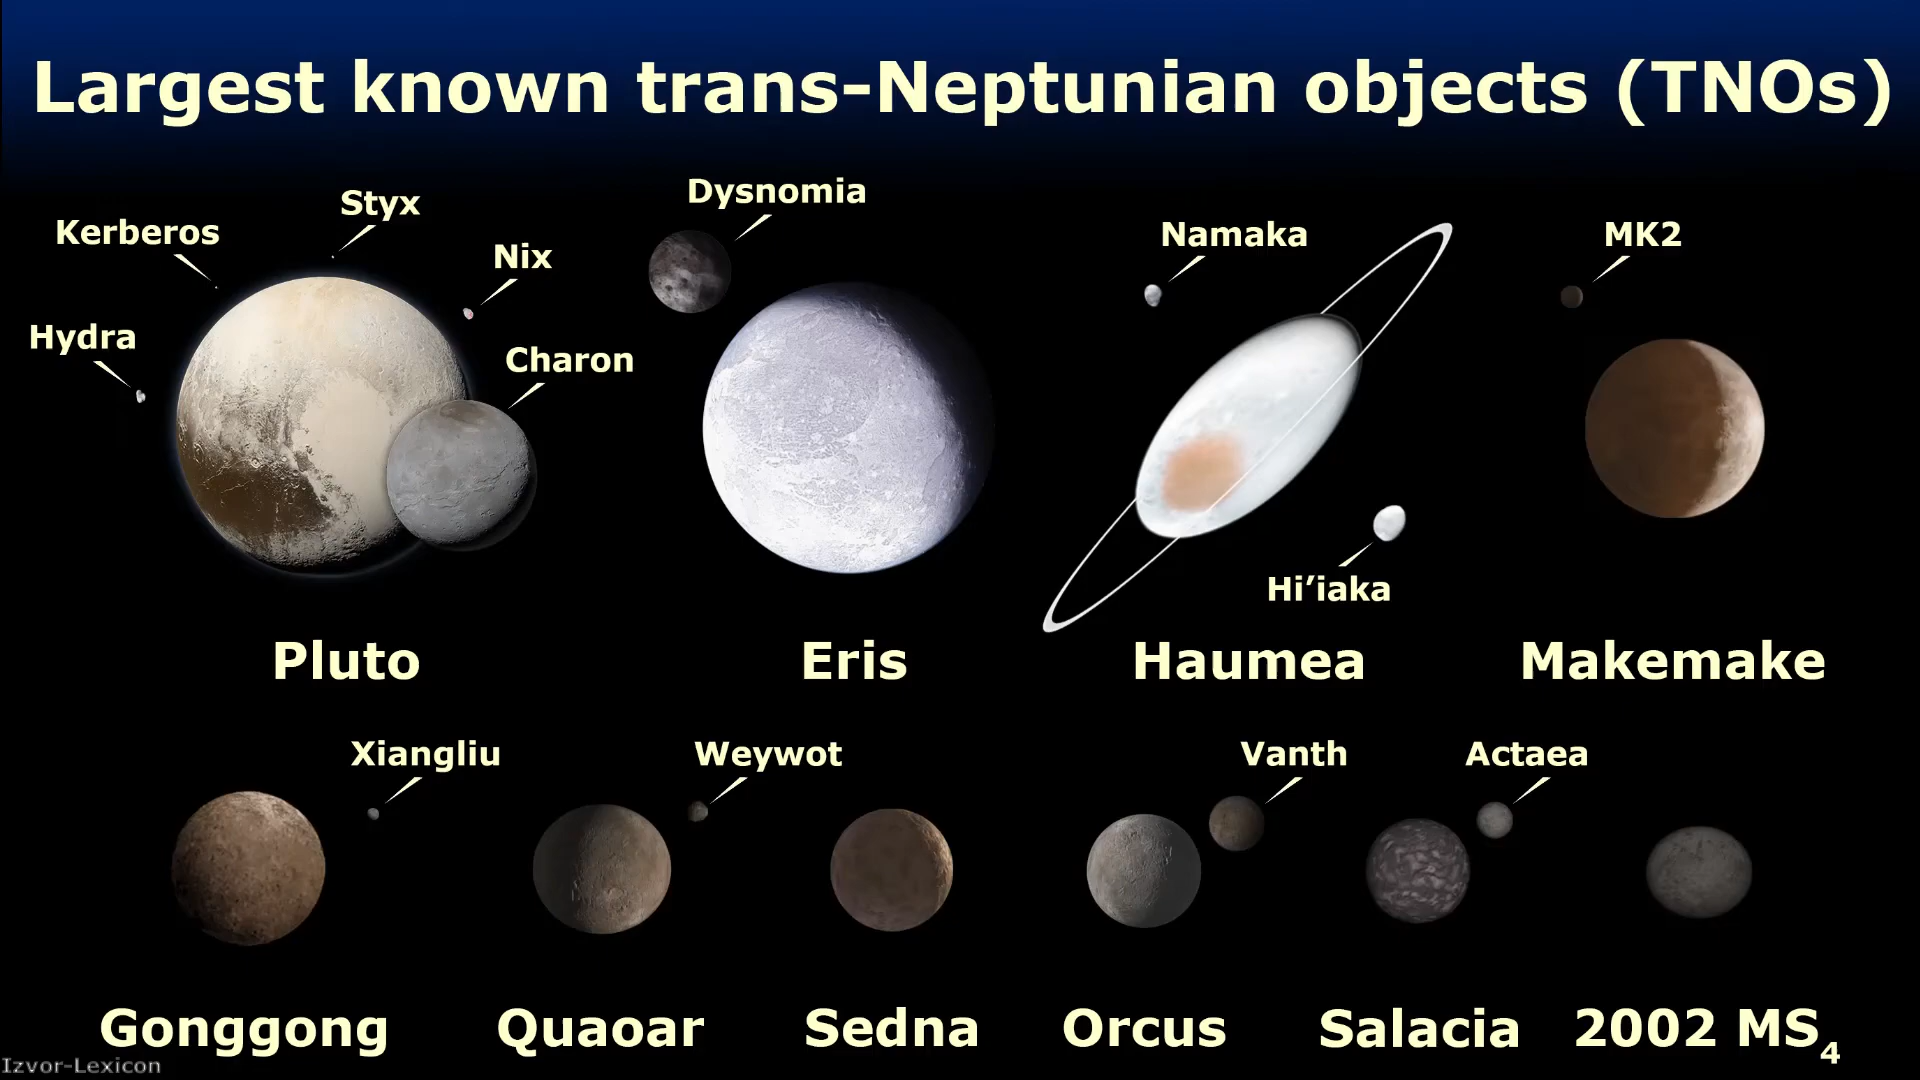 Largest known trans-Neptunian objects (TNOs)
Kerberos
Styx
Nix
Hydra
Charon
Dysnomia
Namaka
Hi’iaka
MK2
Pluto
Eris
Haumea
Makemake
Xiangliu
Weywot
Vanth
Actaea
Gonggong
Quaoar
Sedna
Orcus
Salacia
2002 MS₄
Izvor-Lexicon